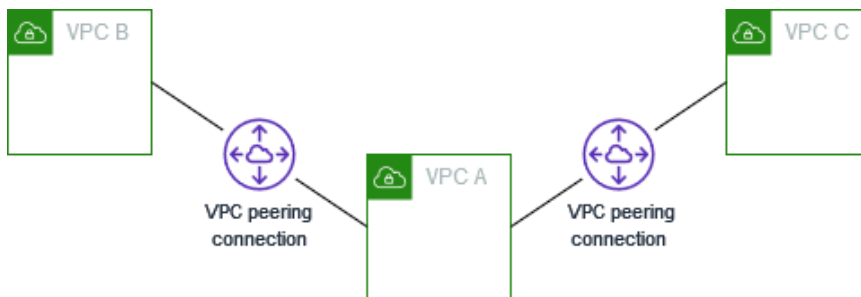 VPC B
VPC C
VPC A
VPC peering
connection
VPC peering
connection